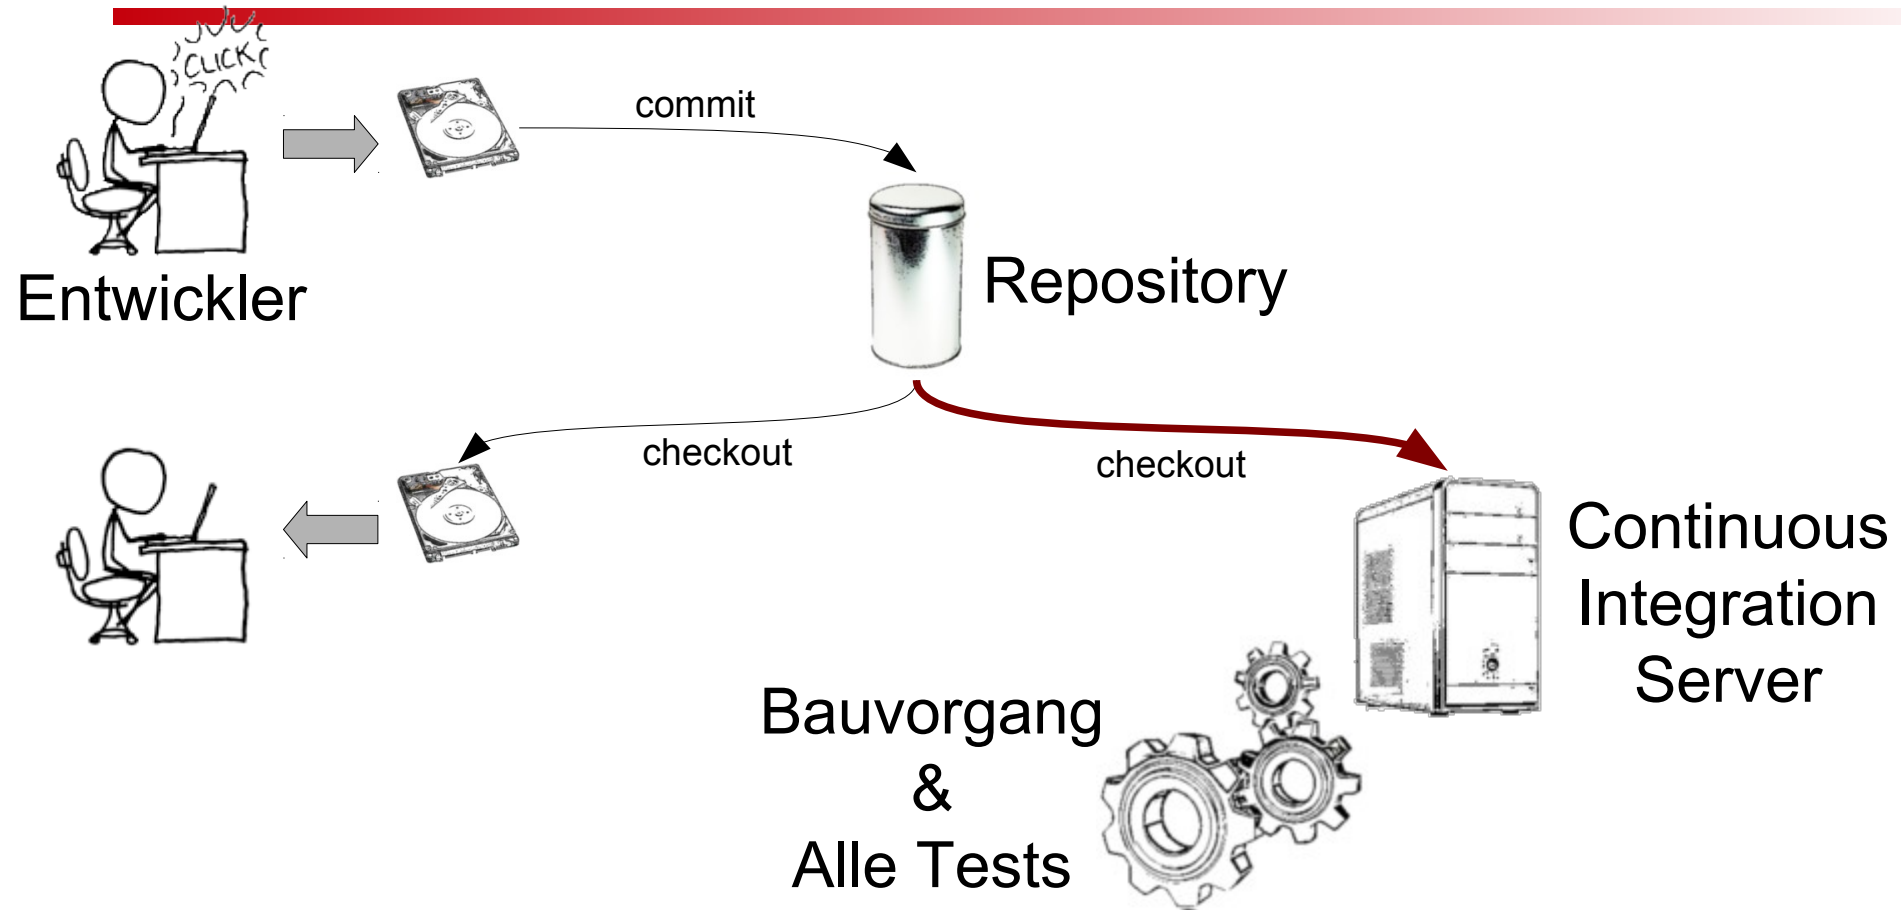 CLICK
commit
Entwickler
Repository
checkout
checkout
Continuous
Integration
Server
Bauvorgang
&
Alle Tests